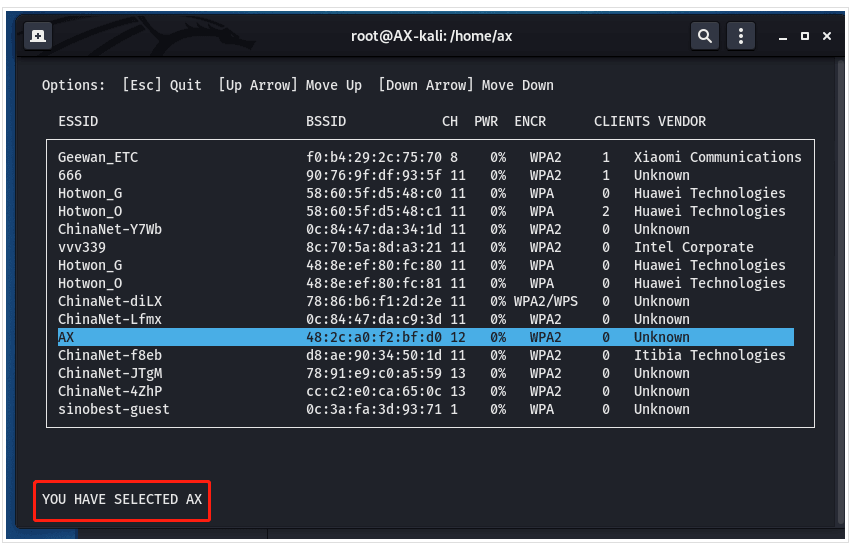 root@AX-kali: /home/ax
Options: [Esc] Quit [Up Arrow] Move Up [Down Arrow] Move Down
ESSID BSSID CH PWR ENCR CLIENTS VENDOR
Geewan_ETC f0:b4:29:2c:75:70 8 0% WPA2 1 Xiaomi Communications
666 90:76:9f:df:93:5f 11 0% WPA2 1 Unknown
Hotwon_G 58:60:5f:d5:48:c0 11 0% WPA 0 Huawei Technologies
Hotwon_O 58:60:5f:d5:48:c1 11 0% WPA 2 Huawei Technologies
ChinaNet-Y7Wb 0c:84:47:da:34:1d 11 0% WPA2 0 Unknown
vvv339 8c:70:5a:8d:a3:21 11 0% WPA2 0 Intel Corporate
Hotwon_G 48:8e:ef:80:fc:80 11 0% WPA 0 Huawei Technologies
Hotwon_O 48:8e:ef:80:fc:81 11 0% WPA 0 Huawei Technologies
ChinaNet-diLX 78:86:b6:f1:2d:2e 11 0% WPA2/WPS 0 Unknown
ChinaNet-Lfmx 0c:84:47:da:c9:3d 11 0% WPA2 0 Unknown
AX 48:2c:a0:f2:bf:d0 12 0% WPA2 0 Unknown
ChinaNet-f8eb d8:ae:90:34:50:1d 11 0% WPA2 0 Itibia Technologies
ChinaNet-JTgM 78:91:e9:c0:a5:59 13 0% WPA2 0 Unknown
ChinaNet-4ZhP cc:c2:e0:ca:65:0c 13 0% WPA2 0 Unknown
sinobest-guest 0c:3a:fa:3d:93:71 1 0% WPA 0 Unknown
YOU HAVE SELECTED AX